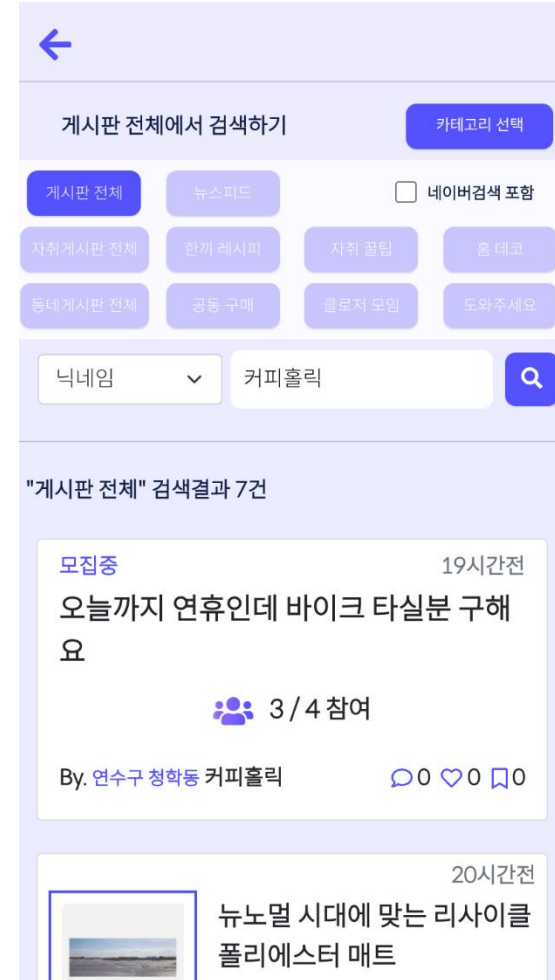 게시판 전체에서 검색하기
카테고리 선택
게시판 전체
뉴스피드
네이버검색 포함
자취게시판 전체
한끼 레시피
자취 꿀팁
홈 데코
동네게시판 전체
공동 구매
클로저 모임
도와주세요
닉네임
커피홀릭
"게시판 전체" 검색결과 7건
모집중
19시간전
오늘까지 연휴인데 바이크 타실분 구해
요
3 / 4 참여
By. 연수구 청학동 커피홀릭
0 0 0
20시간전
뉴노멀 시대에 맞는 리사이클
폴리에스터 매트